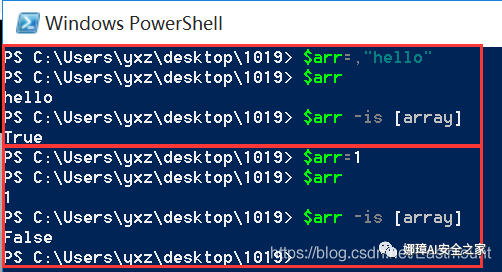 Windows PowerShell
PS C:\Users\yxz\desktop\1019> $arr=,"hello"
PS C:\Users\yxz\desktop\1019> $arr
hello
PS C:\Users\yxz\desktop\1019> $arr -is [array]
True
PS C:\Users\yxz\desktop\1019> $arr=1
PS C:\Users\yxz\desktop\1019> $arr
1
PS C:\Users\yxz\desktop\1019> $arr -is [array]
False
PS C:\Users\yxz\desktop\1019>
娜璋AI安全之家
https://blog.csdn.net/Eastmount